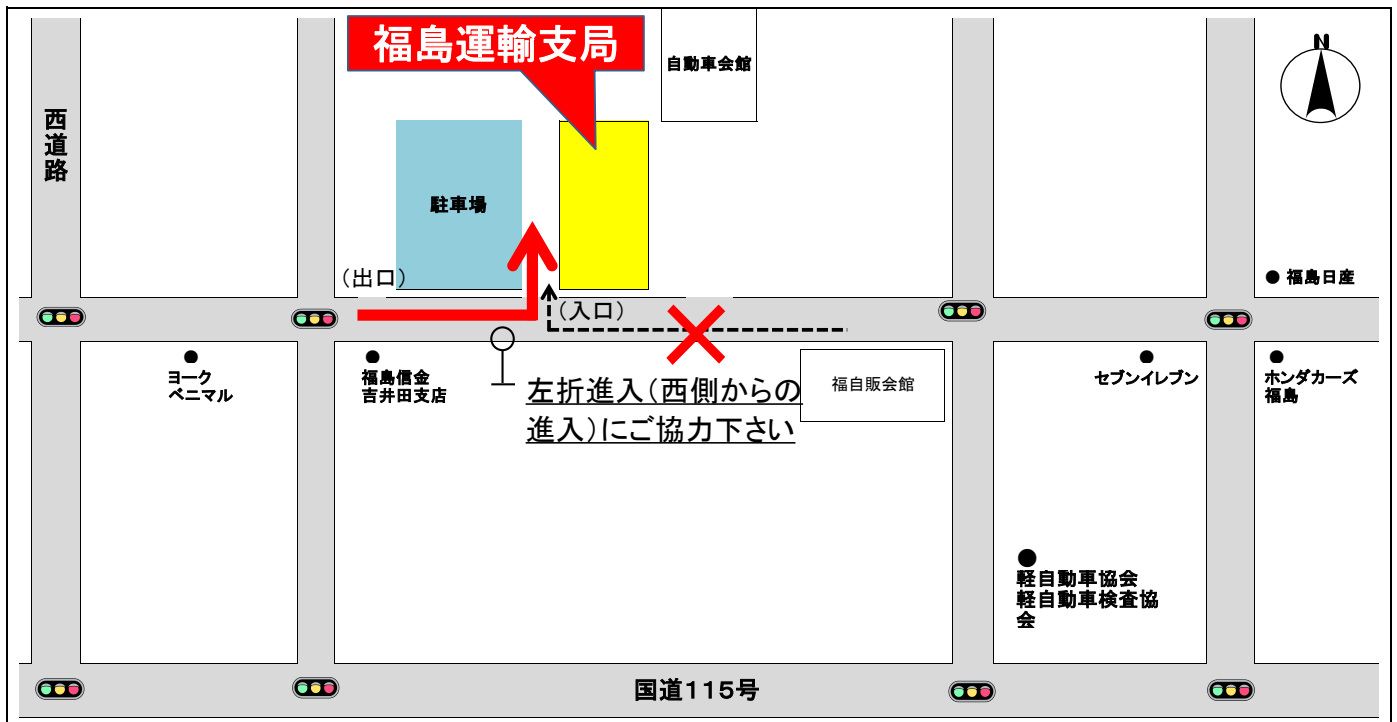 福島運輸支局
自動車会館
N
西道路
駐車場
(出口)
(入口)
福島日産
ヨーク
ベニマル
福島信金
吉井田支店
左折進入(西側からの
進入)にご協力下さい
福自販会館
セブンイレブン
ホンダカーズ
福島
軽自動車協会
軽自動車検査協
会
国道115号